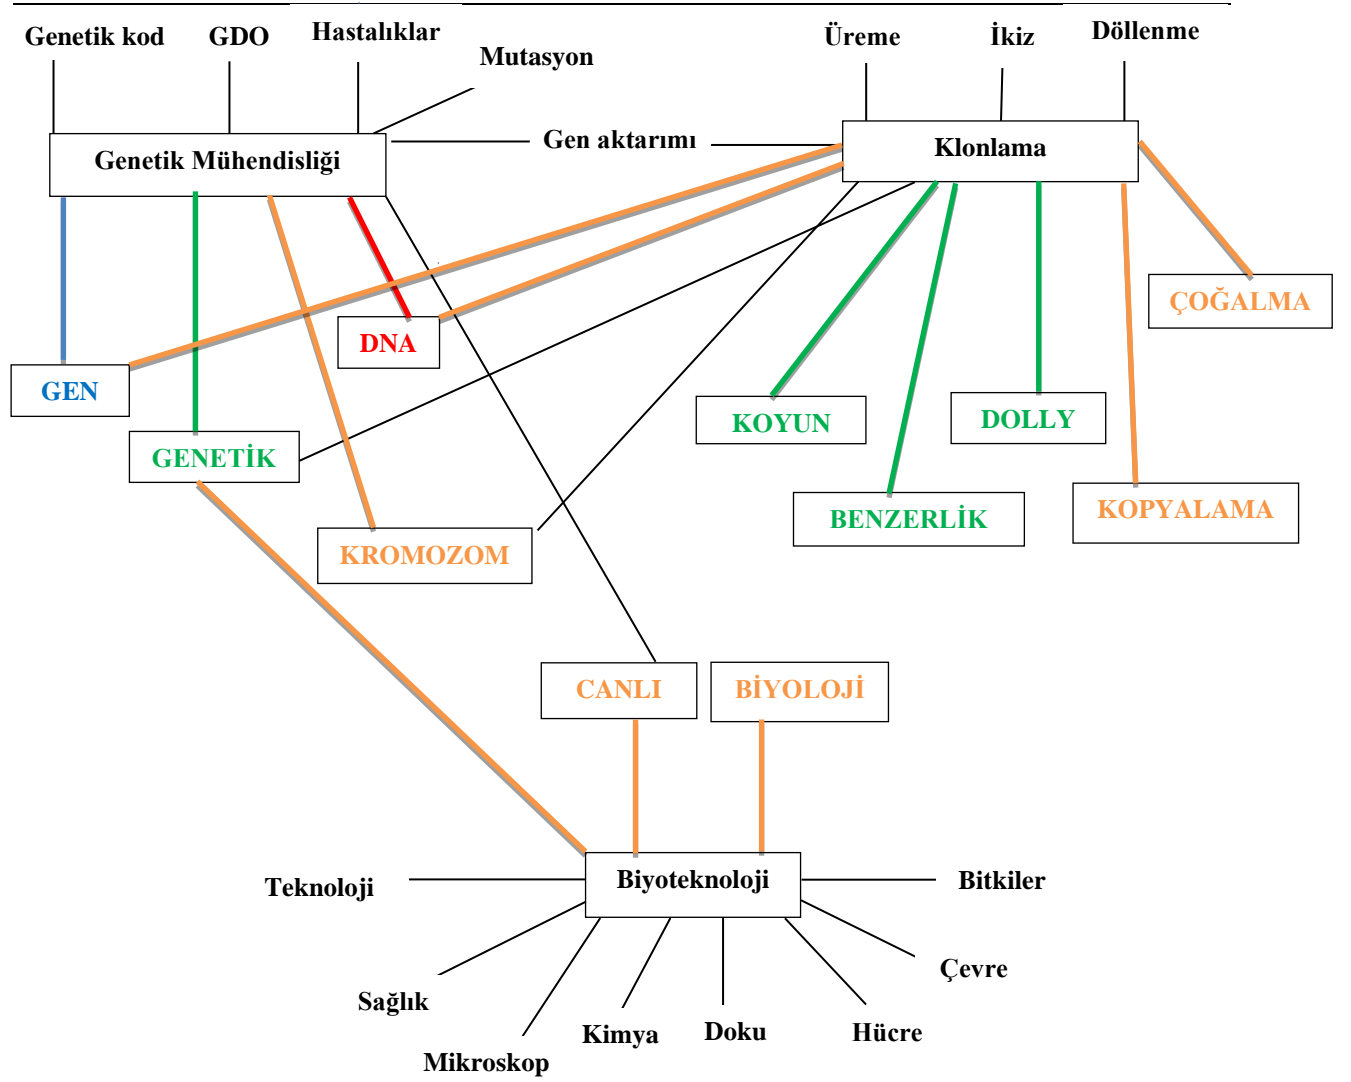 Genetik kod
GDO
Hastalıklar
Mutasyon
Üreme
İkiz
Döllenme
Genetik Mühendisliği
Gen aktarımı
Klonlama
ÇOĞALMA
DNA
GEN
KOYUN
DOLLY
GENETİK
BENZERLİK
KOPYALAMA
KROMOZOM
CANLI
BİYOLOJİ
Teknoloji
Biyoteknoloji
Bitkiler
Çevre
Sağlık
Mikroskop
Kimya
Doku
Hücre